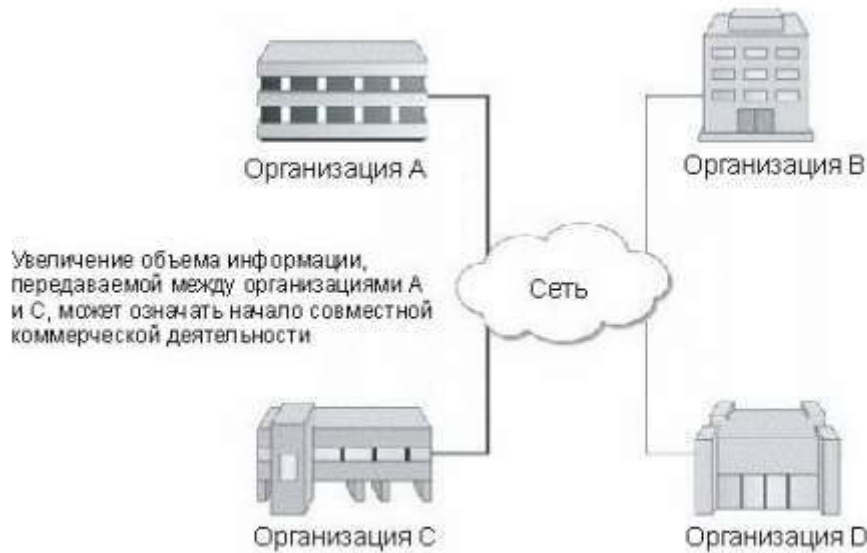 Организация А
Организация В
Увеличение объема информации,
передаваемой между организациями А
и С, может означать начало совместной
коммерческой деятельности
Сеть
Организация С
Организация D